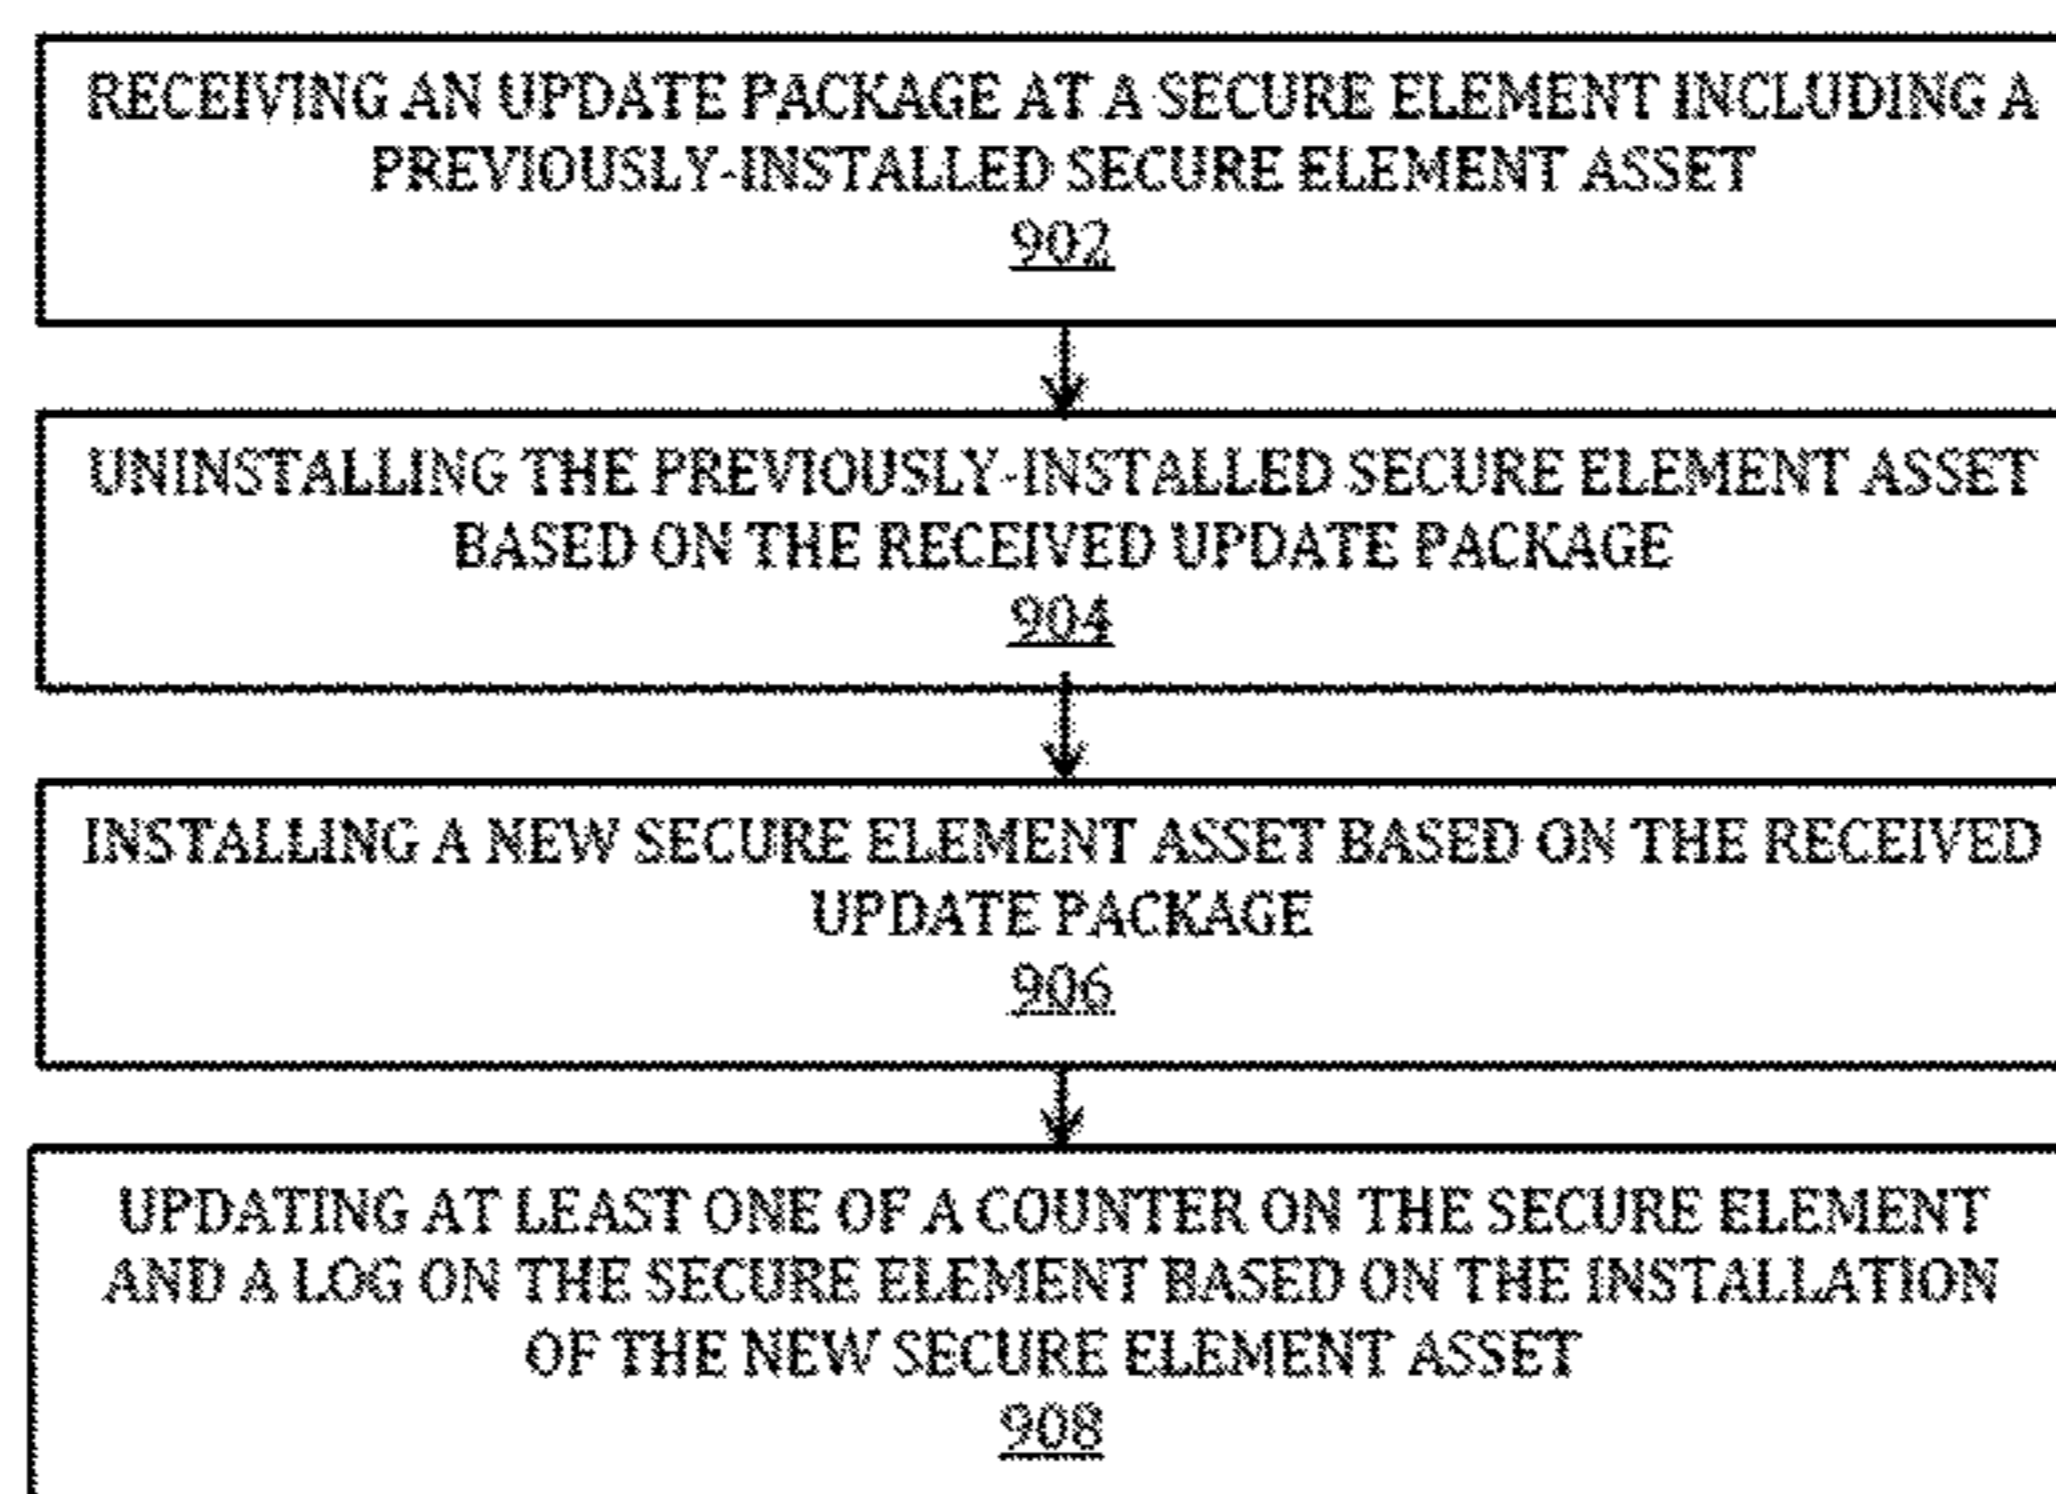 RECEIVING AN UPDATE PACKAGE AT A SECURE ELEMENT INCLUDING A
PREVIOUSLY-INSTALLED SECURE ELEMENT ASSET
902
UNINSTALLING THE PREVIOUSLY-INSTALLED SECURE ELEMENT ASSET
BASED ON THE RECEIVED UPDATE PACKAGE
904
INSTALLING A NEW SECURE ELEMENT ASSET BASED ON THE RECEIVED
UPDATE PACKAGE
906
UPDATING AT LEAST ONE OF A COUNTER ON THE SECURE ELEMENT
AND A LOG ON THE SECURE ELEMENT BASED ON THE INSTALLATION
OF THE NEW SECURE ELEMENT ASSET
908